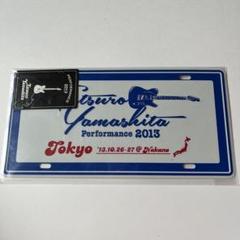 Tatsuro
Yamashita
Performance 2013
Tokyo '13.10.26-27 @ Nakano